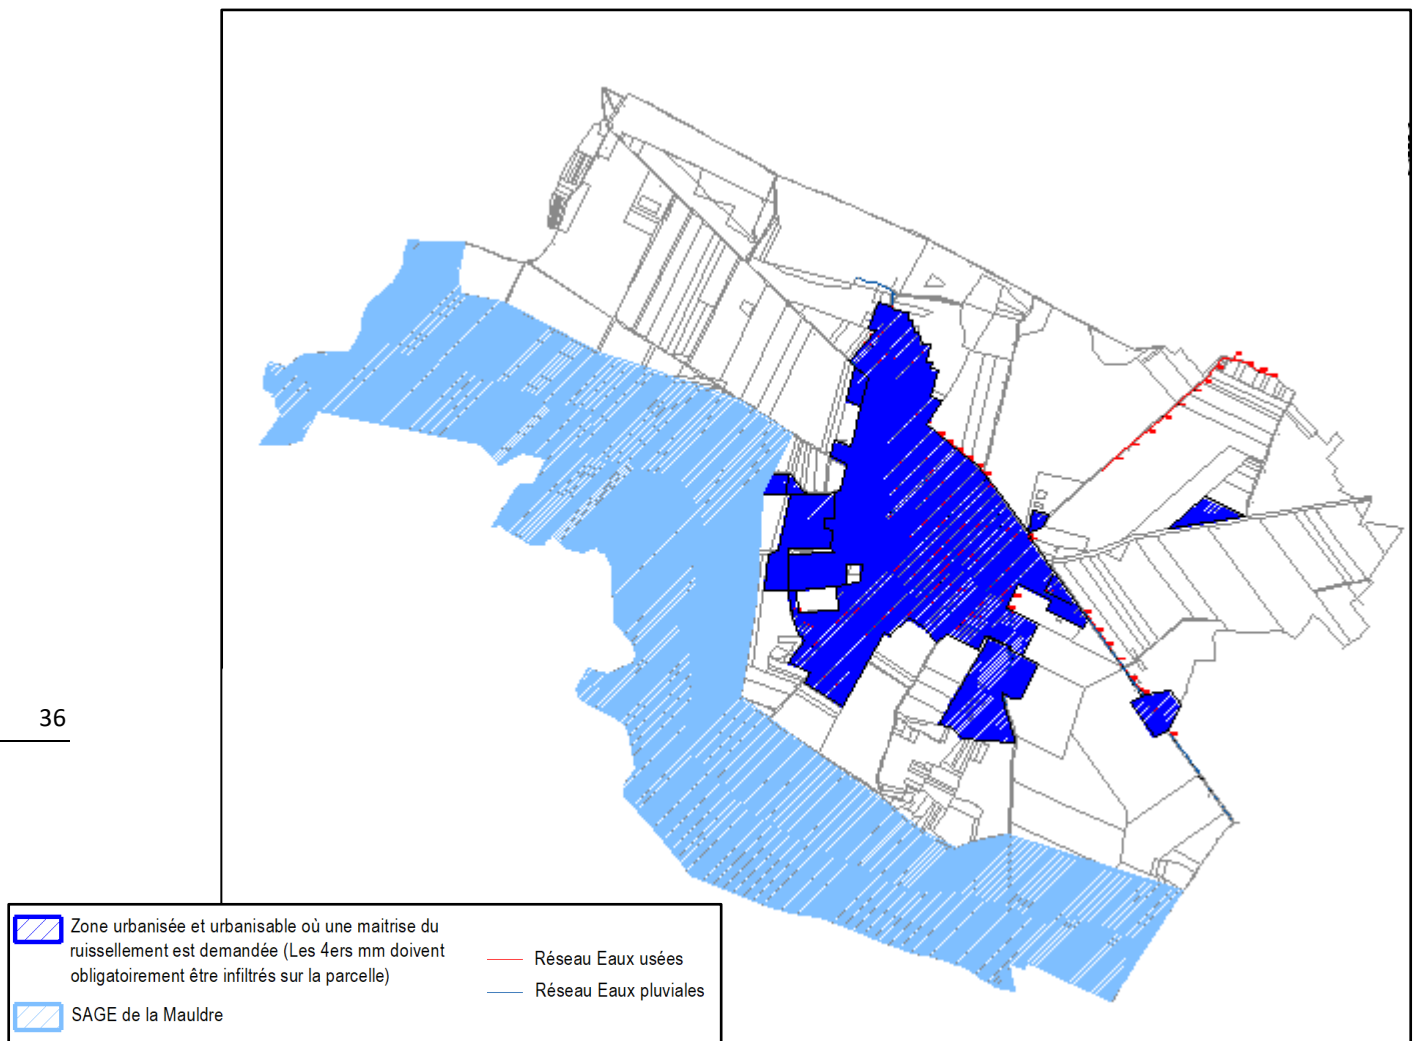 36
Zone urbanisée et urbanisable où une maitrise du
ruissellement est demandée (Les 4ers mm doivent
obligatoirement être infiltrés sur la parcelle)
SAGE de la Mauldre
Réseau Eaux usées
Réseau Eaux pluviales